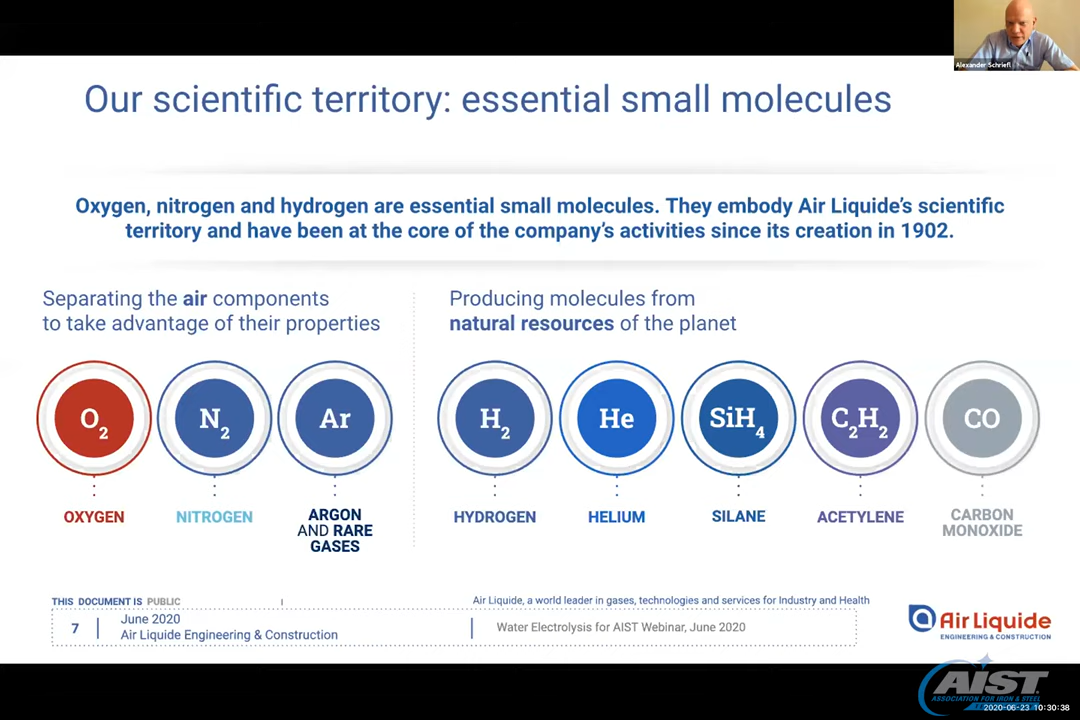 Alexander Schriefl
Our scientific territory: essential small molecules
Oxygen, nitrogen and hydrogen are essential small molecules. They embody Air Liquide's scientific
territory and have been at the core of the company's activities since its creation in 1902.
Separating the air components
to take advantage of their properties
Producing molecules from
natural resources of the planet
O2
N2
Ar
H2
He
SiH4
C2H2
CO
OXYGEN
NITROGEN
ARGON
AND RARE
GASES
HYDROGEN
HELIUM
SILANE
ACETYLENE
CARBON
MONOXIDE
THIS DOCUMENT IS PUBLIC
Air Liquide, a world leader in gases, technologies and services for Industry and Health
7
June 2020
Air Liquide Engineering & Construction
Water Electrolysis for AIST Webinar, June 2020
Air Liquide
ENGINEERING & CONSTRUCTION
AIST
ASSOCIATION FOR IRON & STEEL
2020-06-23 10:30:38